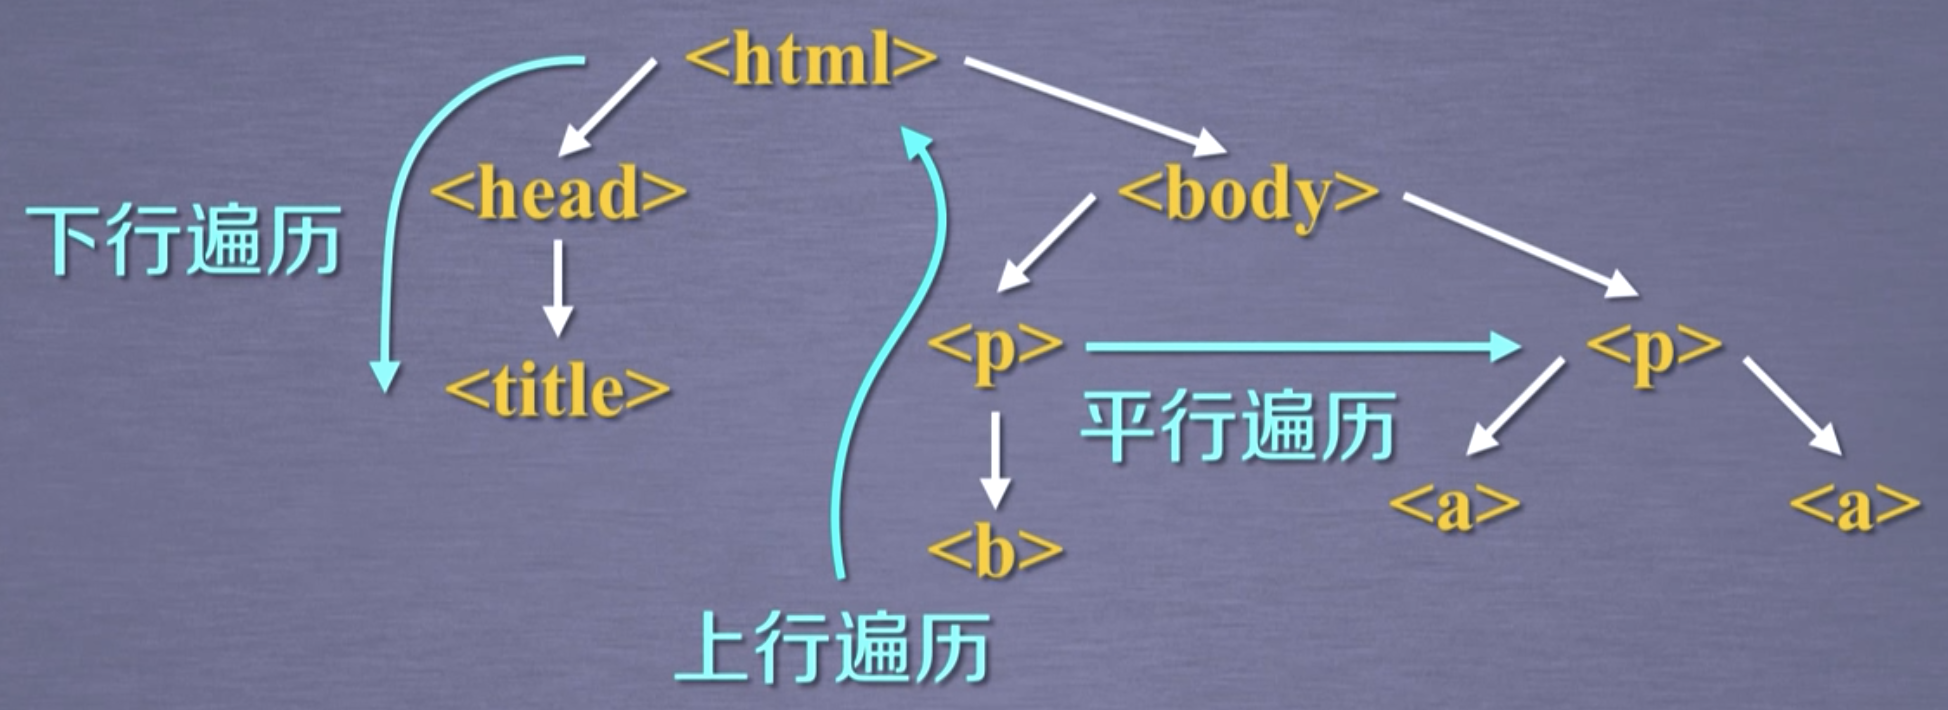 <html>
<head>
<body>
下行遍历
<p>
<p>
<title>
平行遍历
<a>
<a>
<b>
上行遍历